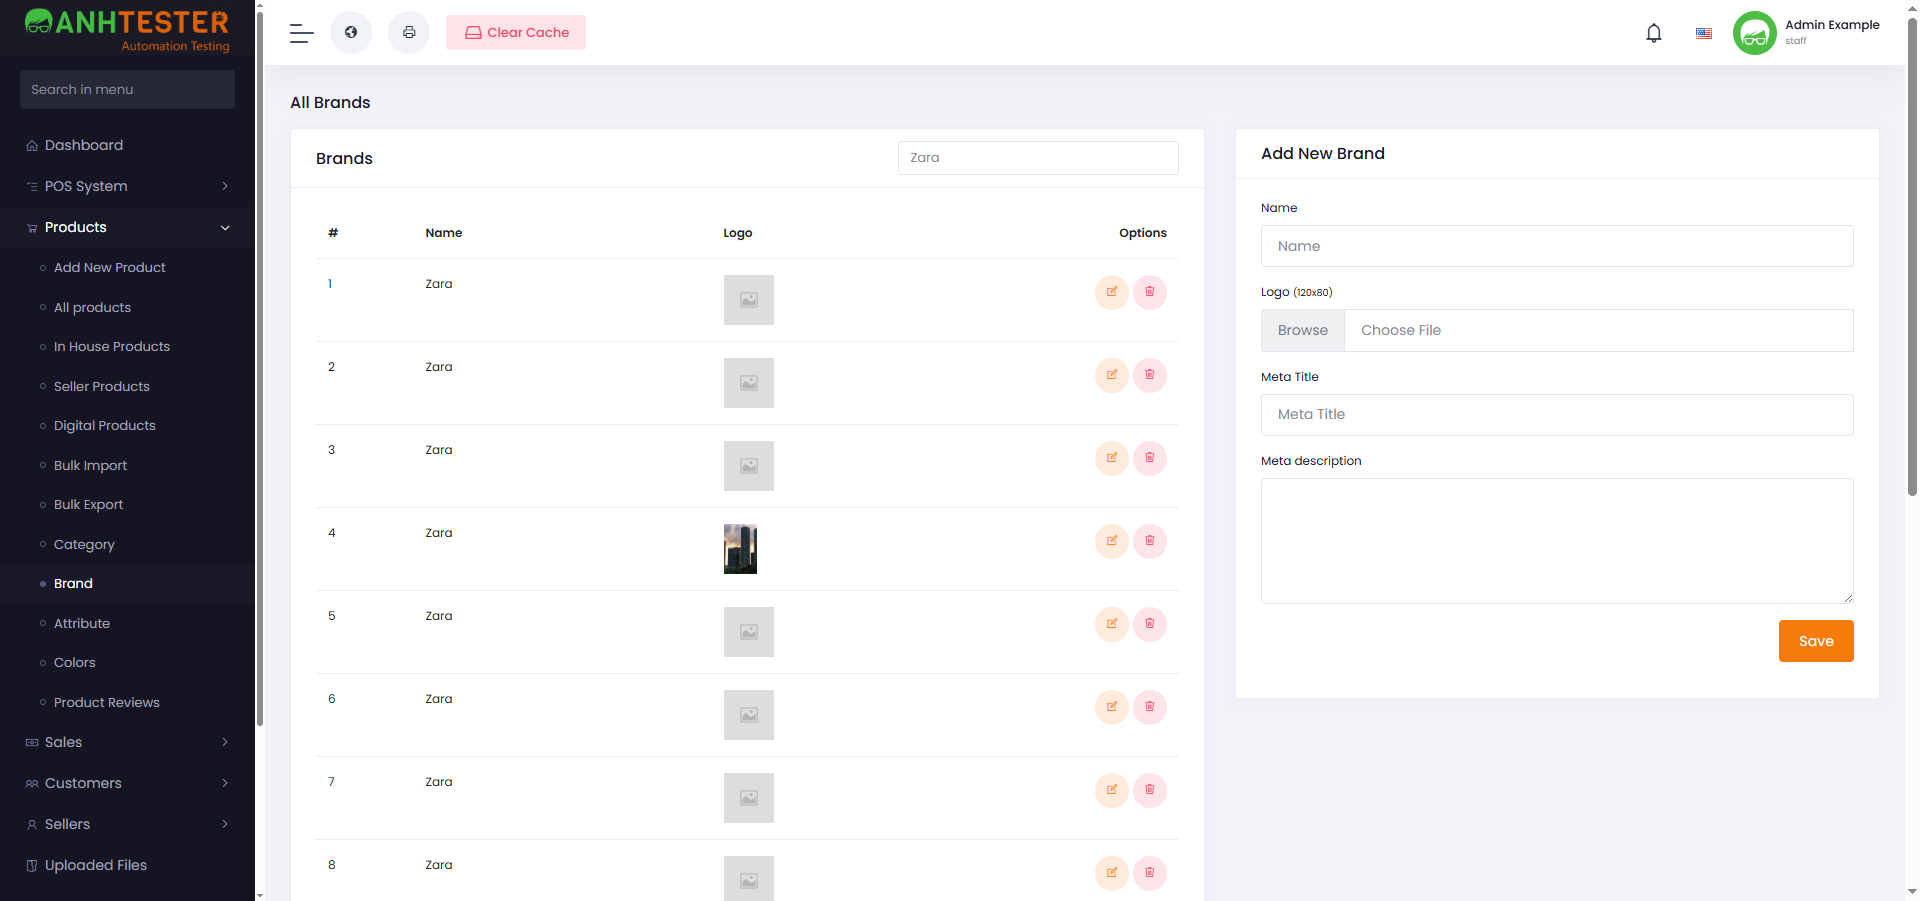 ANHTESTER
Automation Testing
Search in menu
Dashboard
POS System
Products
Add New Product
All products
In House Products
Seller Products
Digital Products
Bulk Import
Bulk Export
Category
Brand
Attribute
Colors
Product Reviews
Sales
Customers
Sellers
Uploaded Files
Clear Cache
Admin Example
staff
All Brands
Brands
Zara
# Name Logo Options
1 Zara
2 Zara
3 Zara
4 Zara
5 Zara
6 Zara
7 Zara
8 Zara
Add New Brand
Name
Name
Logo (120x80)
Browse Choose File
Meta Title
Meta Title
Meta description
Save